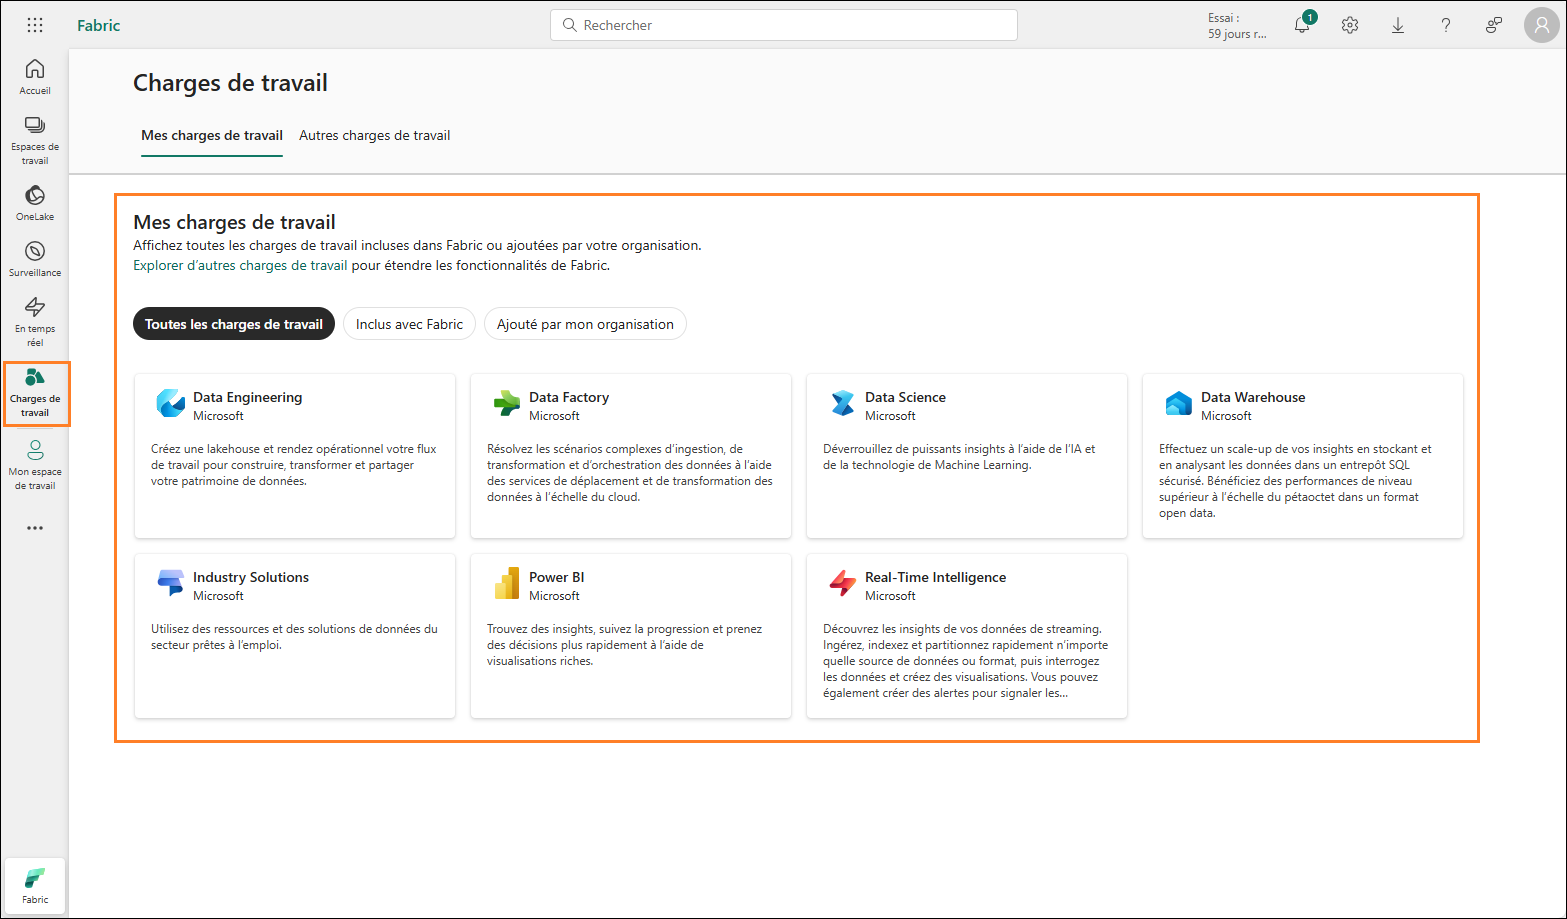 Fabric
Rechercher
Essai :
59 jours r...
1
Accueil
Espaces de
travail
OneLake
Surveillance
En temps
réel
Charges de
travail
Mon espace
de travail
Fabric
Charges de travail
Mes charges de travail
Autres charges de travail
Mes charges de travail
Affichez toutes les charges de travail incluses dans Fabric ou ajoutées par votre organisation.
Explorer d’autres charges de travail pour étendre les fonctionnalités de Fabric.
Toutes les charges de travail
Inclus avec Fabric
Ajouté par mon organisation
Data Engineering
Microsoft
Créez une lakehouse et rendez opérationnel votre flux
de travail pour construire, transformer et partager
votre patrimoine de données.
Data Factory
Microsoft
Résolvez les scénarios complexes d’ingestion, de
transformation et d’orchestration des données à l’aide
des services de déplacement et de transformation des
données à l’échelle du cloud.
Data Science
Microsoft
Déverrouillez de puissants insights à l’aide de l’IA et
de la technologie de Machine Learning.
Data Warehouse
Microsoft
Effectuez un scale-up de vos insights en stockant et
en analysant les données dans un entrepôt SQL
sécurisé. Bénéficiez des performances de niveau
supérieur à l’échelle du pétaoctet dans un format
open data.
Industry Solutions
Microsoft
Utilisez des ressources et des solutions de données du
secteur prêtes à l’emploi.
Power BI
Microsoft
Trouvez des insights, suivez la progression et prenez
des décisions plus rapidement à l’aide de
visualisations riches.
Real-Time Intelligence
Microsoft
Découvrez les insights de vos données de streaming.
Ingérez, indexez et partitionnez rapidement n’importe
quelle source de données ou format, puis interrogez
les données et créez des visualisations. Vous pouvez
également créer des alertes pour signaler les...